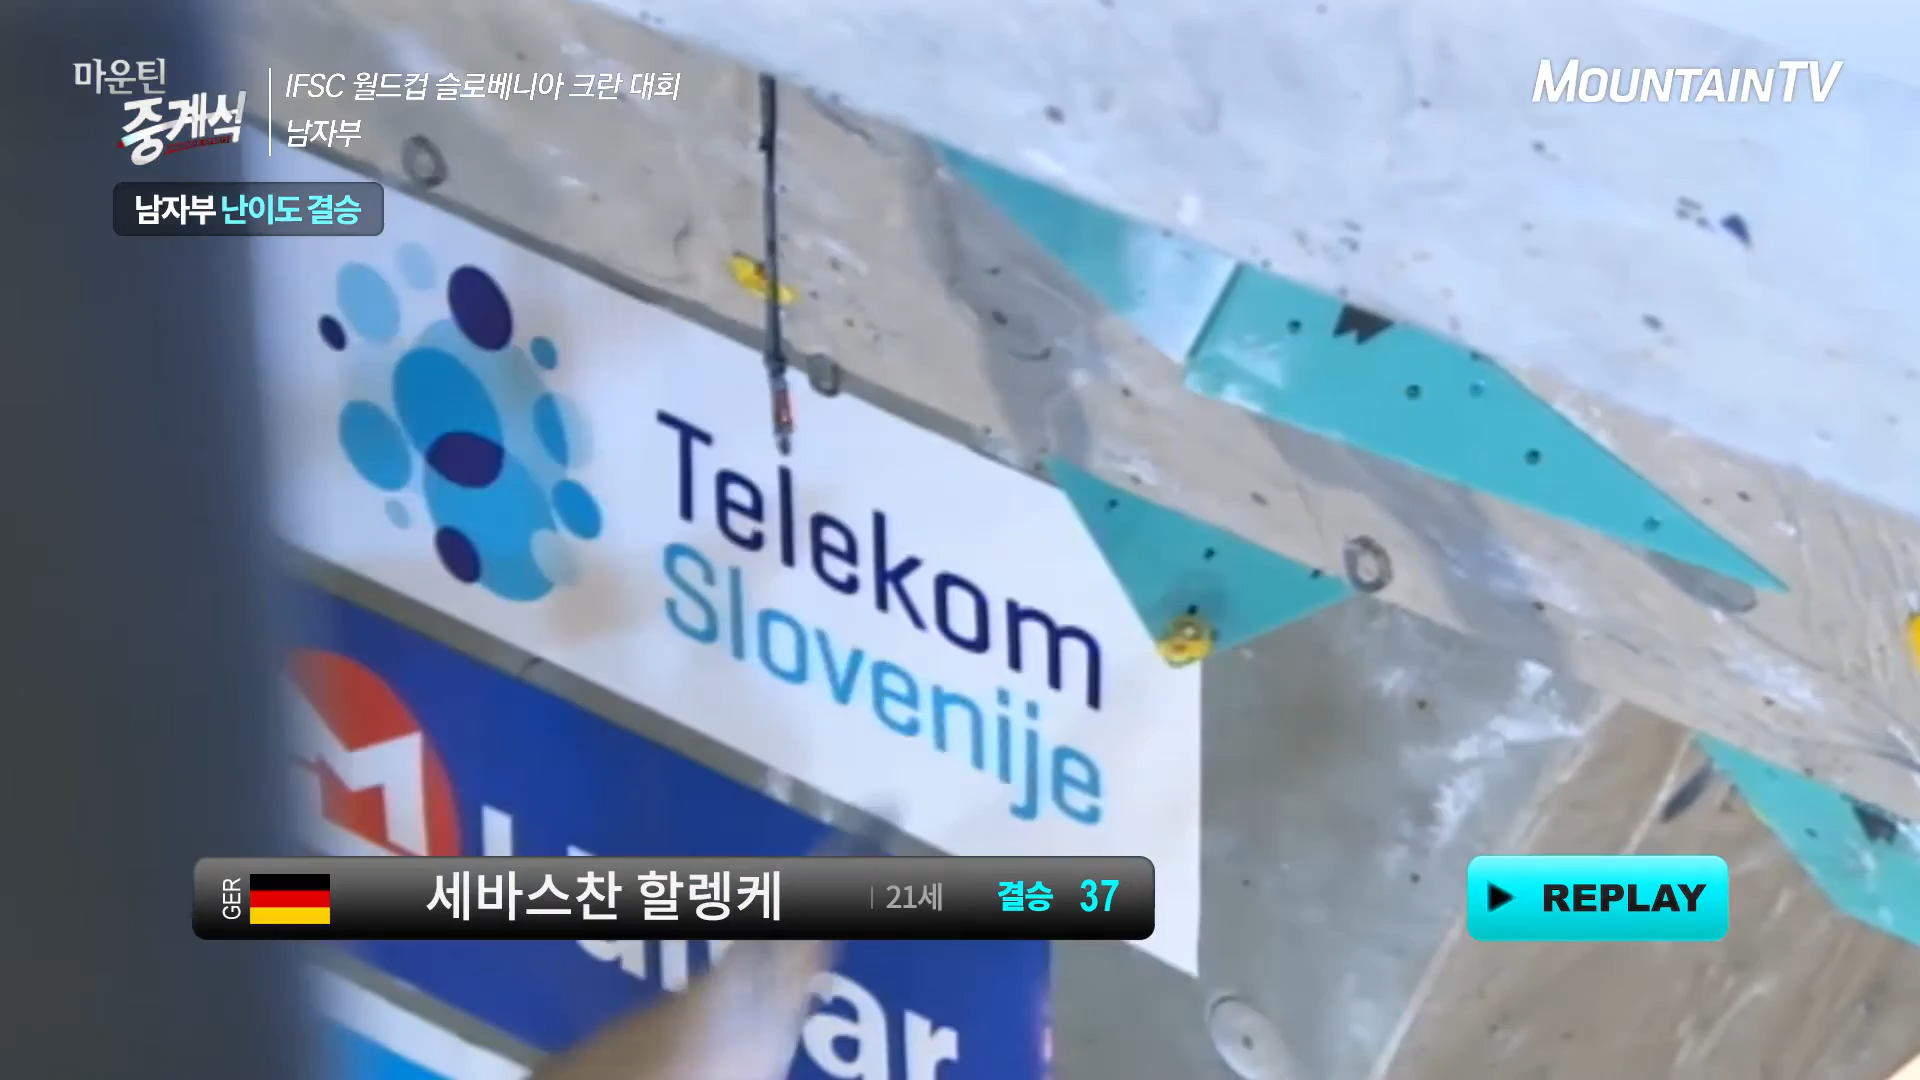 마운틴
중계석
IFSC 월드컵 슬로베니아 크란 대회
남자부
MOUNTAINTV
남자부 난이도 결승
Telekom
Slovenije
GER
세바스찬 할렝케
21세
결승 37
REPLAY